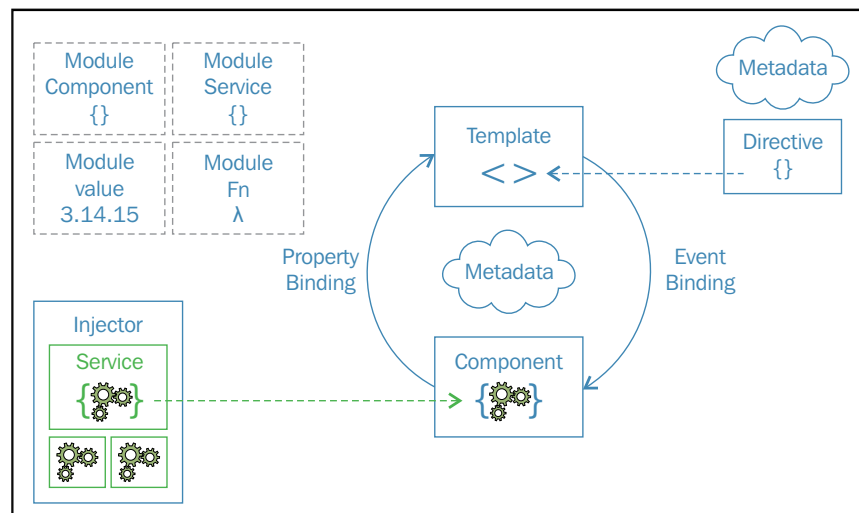 Module
Component
{}
Module
Service
{}
Module
value
3.14.15
Module
Fn
λ
Metadata
Template
< >
Directive
{}
Property
Binding
Metadata
Event
Binding
Injector
Service
{ }
Component
{ }